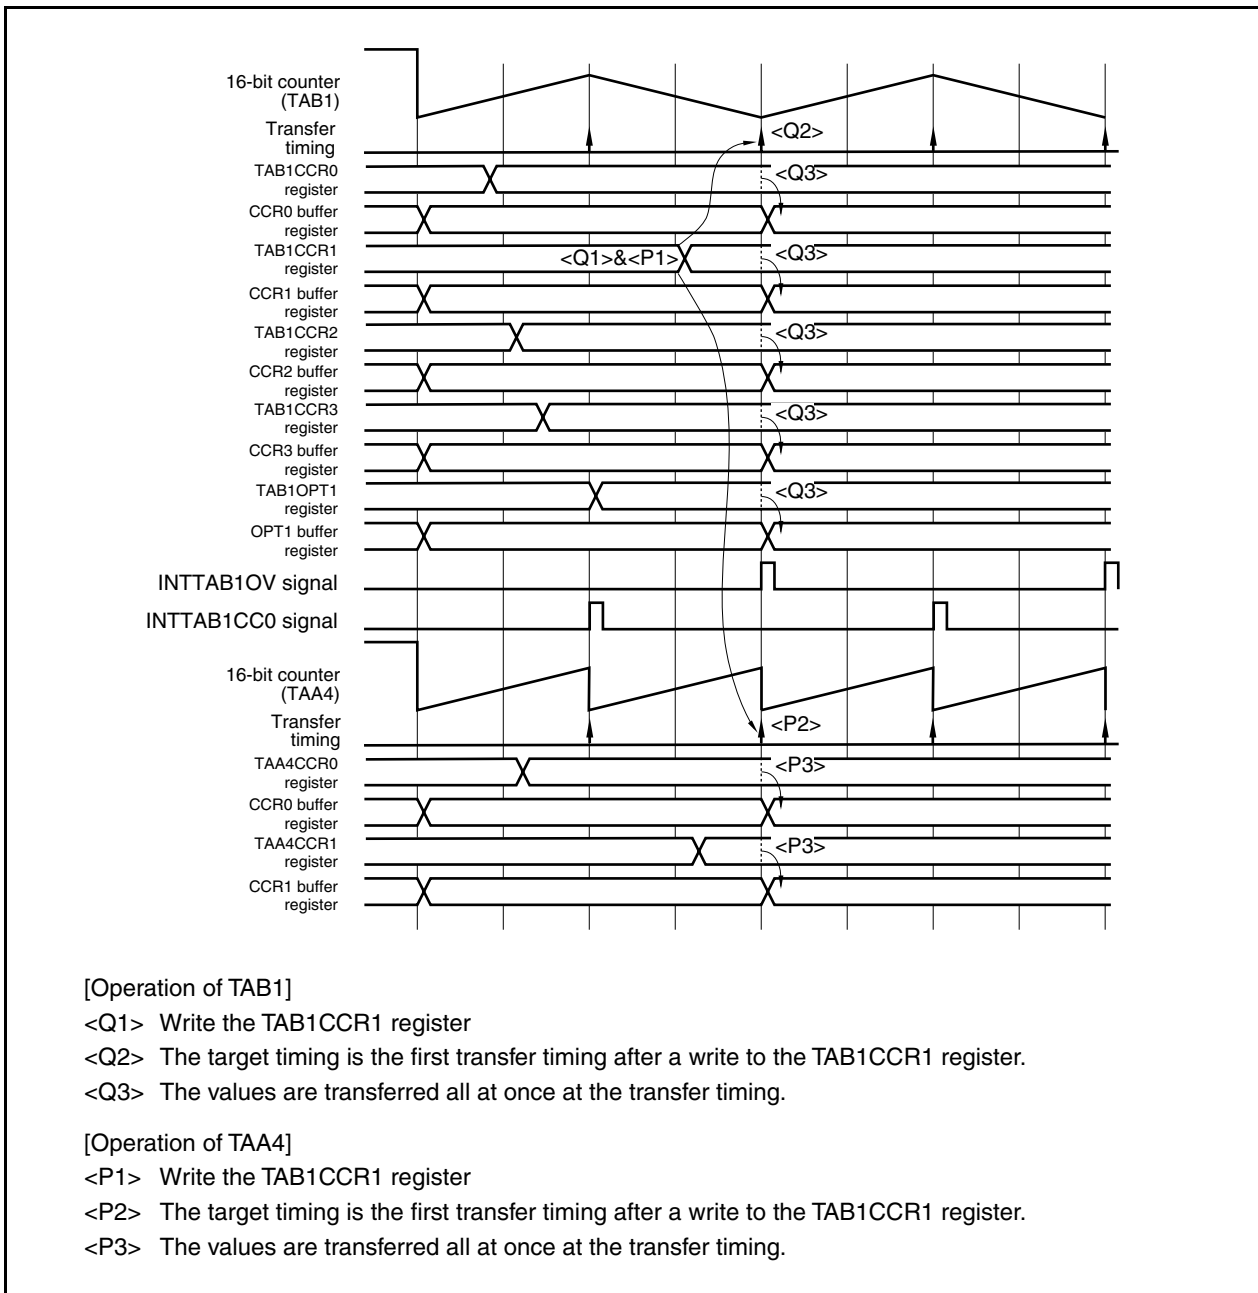 16-bit counter
(TAB1)
Transfer
timing
<Q2>
TAB1CCR0
register
<Q3>
CCR0 buffer
register
TAB1CCR1
register
<Q1>&<P1>
<Q3>
CCR1 buffer
register
TAB1CCR2
register
<Q3>
CCR2 buffer
register
TAB1CCR3
register
<Q3>
CCR3 buffer
register
TAB1OPT1
register
<Q3>
OPT1 buffer
register
INTTAB1OV signal
INTTAB1CC0 signal
16-bit counter
(TAA4)
Transfer
timing
<P2>
TAA4CCR0
register
<P3>
CCR0 buffer
register
TAA4CCR1
register
<P3>
CCR1 buffer
register
[Operation of TAB1]
<Q1> Write the TAB1CCR1 register
<Q2> The target timing is the first transfer timing after a write to the TAB1CCR1 register.
<Q3> The values are transferred all at once at the transfer timing.
[Operation of TAA4]
<P1> Write the TAB1CCR1 register
<P2> The target timing is the first transfer timing after a write to the TAB1CCR1 register.
<P3> The values are transferred all at once at the transfer timing.